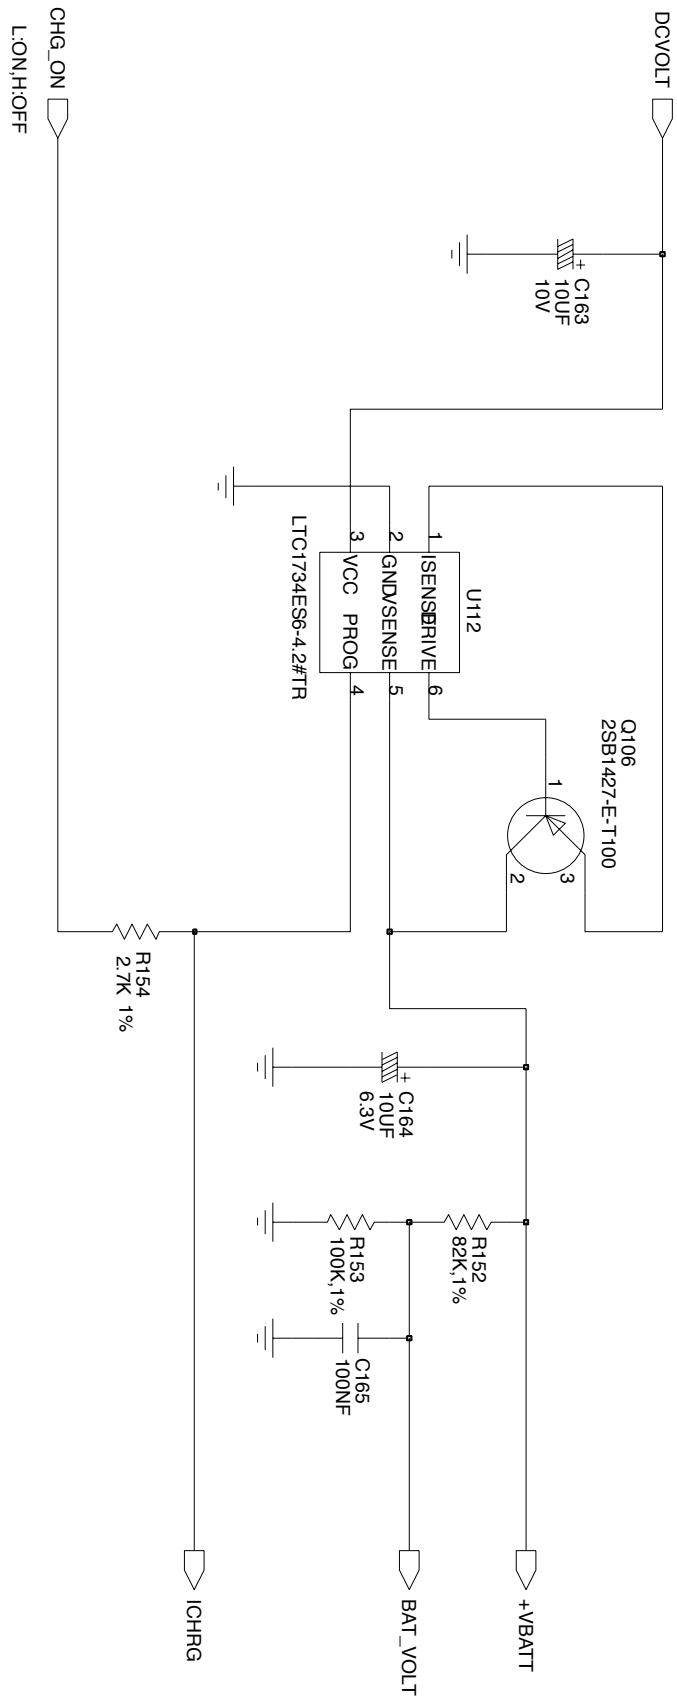 DCVOLT
CHG_ON
L:ON,H:OFF
C163
10UF
10V
+
U112
1
2
3
ISENSE
GND
VCC
DRIVE
VSENSE
PROG
6
5
4
LTC1734ES6-4.2#TR
Q106
2SB1427-E-T100
1
3
2
R154
2.7K 1%
+
C164
10UF
6.3V
R152
82K,1%
R153
100K,1%
C165
100NF
+VBATT
BAT_VOLT
ICHRG